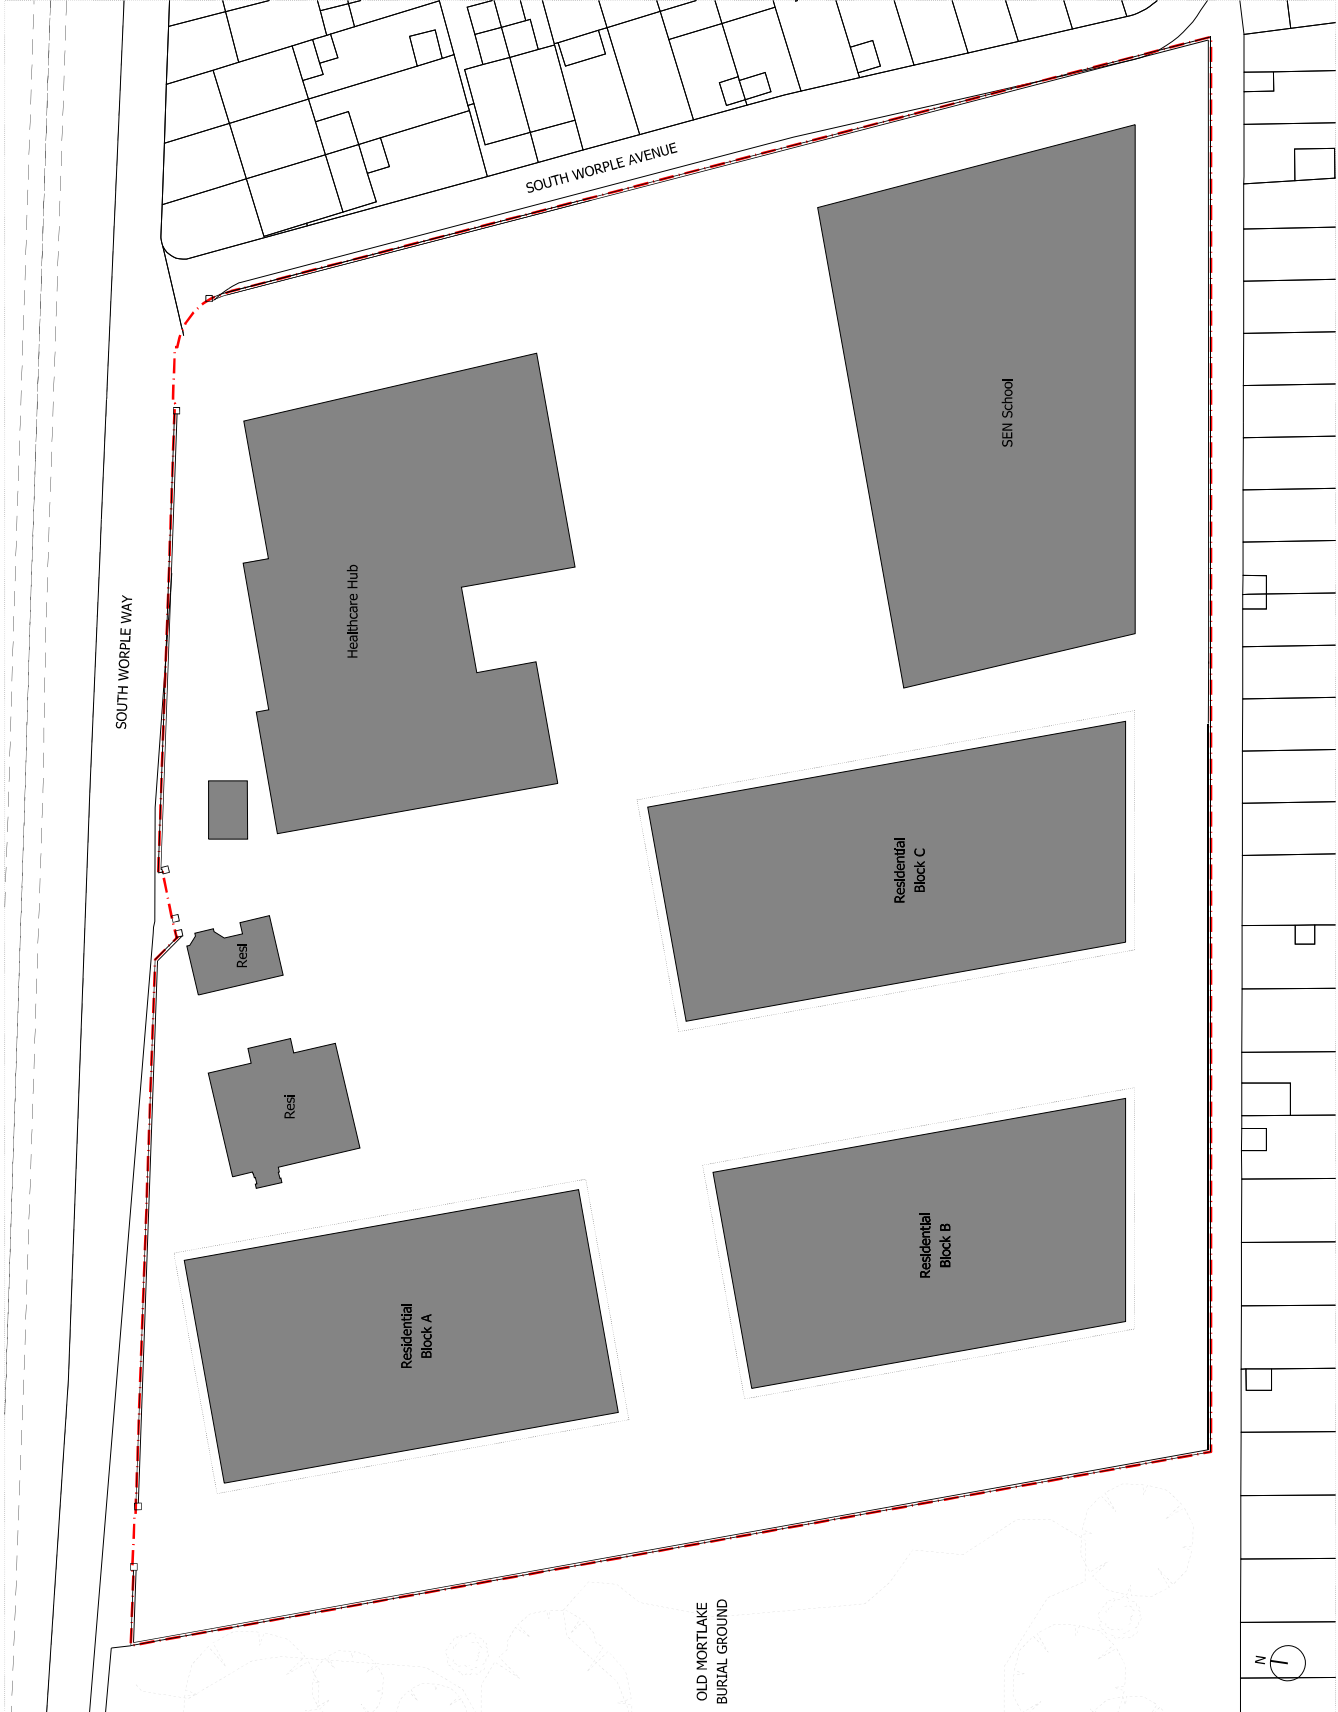 SOUTH WORPLE AVENUE
SOUTH WORPLE WAY
Healthcare Hub
SEN School
Resi
Resi
Residential
Block C
Residential
Block A
Residential
Block B
OLD MORTLAKE
BURIAL GROUND
N